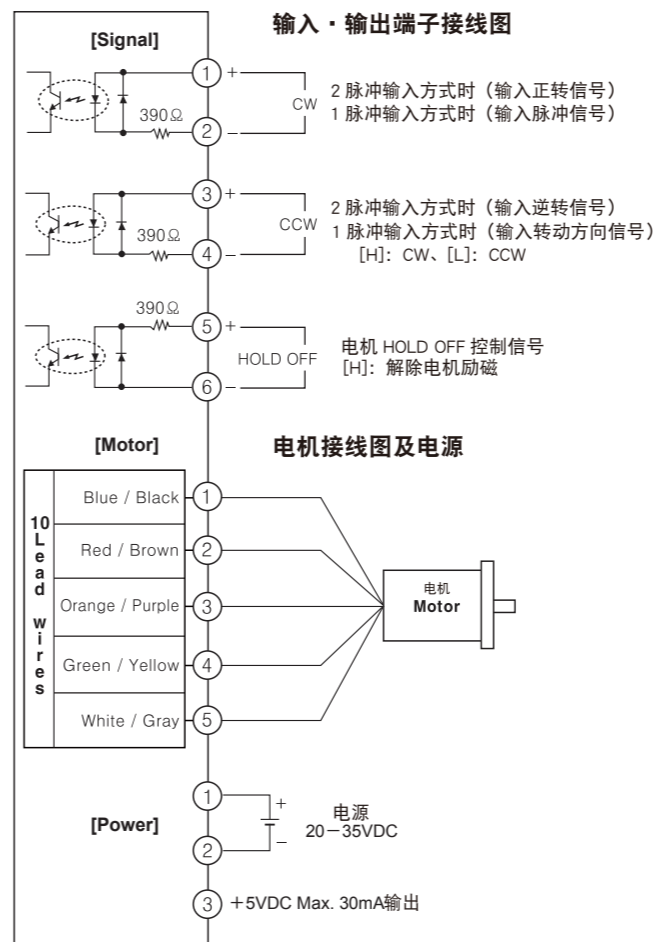 输入・输出端子接线图
[Signal]
1 +
CW
390Ω
2 −
2 脉冲输入方式时（输入正转信号）
1 脉冲输入方式时（输入脉冲信号）
3 +
CCW
390Ω
4 −
2 脉冲输入方式时（输入逆转信号）
1 脉冲输入方式时（输入转动方向信号）
[H]：CW、[L]：CCW
390Ω
5 +
HOLD OFF
6 −
电机 HOLD OFF 控制信号
[H]：解除电机励磁
[Motor]
电机接线图及电源
10 Lead wires
Blue / Black 1
Red / Brown 2
Orange / Purple 3
Green / Yellow 4
White / Gray 5
电机
Motor
[Power]
1 +
2 −
电源
20−35VDC
3 +5VDC Max. 30mA输出